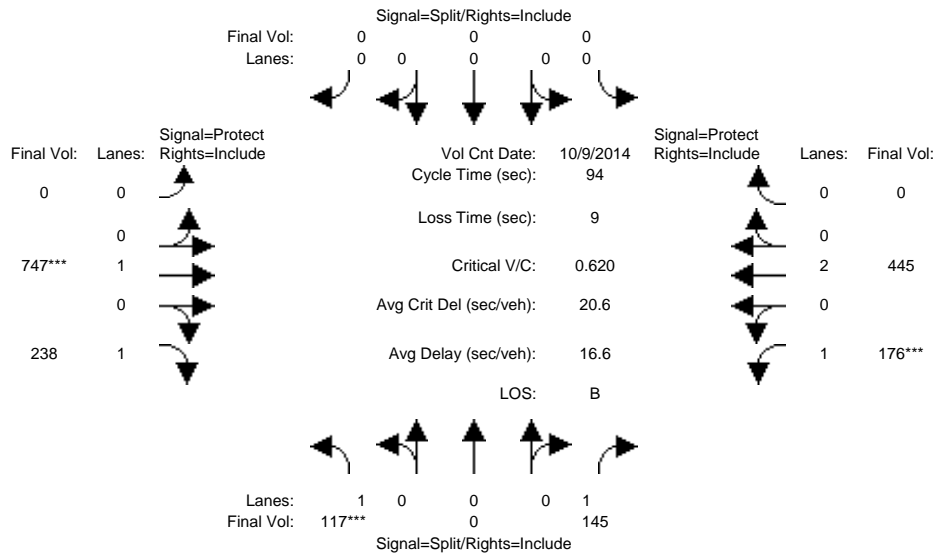 Signal=Split/Rights=Include
Final Vol: 0 0 0
Lanes: 0 0 0 0 0
Signal=Protect Signal=Protect
Final Vol: Lanes: Rights=Include Vol Cnt Date: 10/9/2014 Rights=Include Lanes: Final Vol:
Cycle Time (sec): 94
0 0 0 0
Loss Time (sec): 9
0 0
747*** 1 Critical V/C: 0.620 2 445
0 Avg Crit Del (sec/veh): 20.6 0
238 1 Avg Delay (sec/veh): 16.6 1 176***
LOS: B
Lanes: 1 0 0 0 1
Final Vol: 117*** 0 145
Signal=Split/Rights=Include